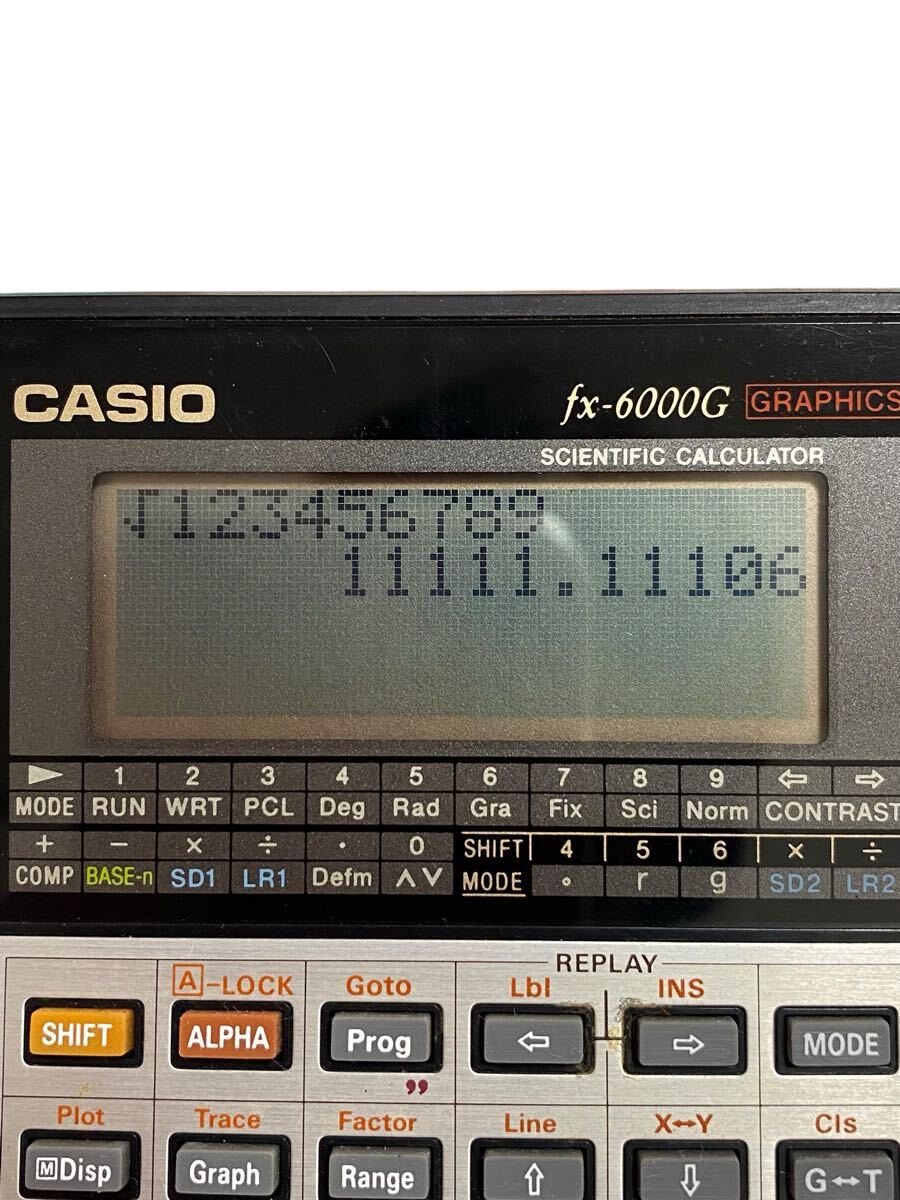 CASIO fx-6000G GRAPHICS
SCIENTIFIC CALCULATOR
√123456789
11111.11106
▶ 1 2 3 4 5 6 7 8 9 ⇦ ⇨
MODE RUN WRT PCL Deg Rad Gra Fix Sci Norm CONTRAST
+ − × ÷ · 0 SHIFT 4 5 6 × ÷
COMP BASE-n SD1 LR1 Defm ∧∨ MODE ° r g SD2 LR2
REPLAY
A-LOCK Goto Lbl INS
SHIFT ALPHA Prog ⇦ ⇨ MODE
"
Plot Trace Factor Line X↔Y Cls
MDisp Graph Range ⇧ ⇩ G↔T